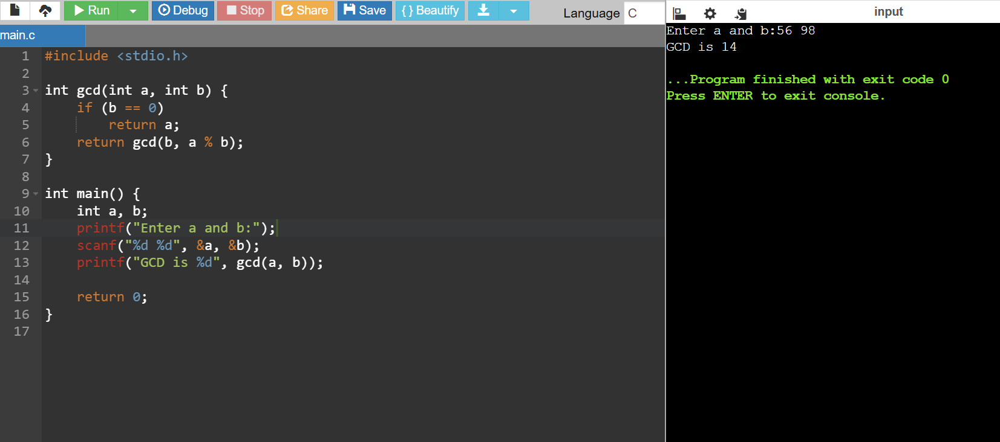 Run Debug Stop Share Save {} Beautify Language C
main.c
1 #include <stdio.h>
2
3 int gcd(int a, int b) {
4     if (b == 0)
5         return a;
6     return gcd(b, a % b);
7 }
8
9 int main() {
10     int a, b;
11     printf("Enter a and b:");
12     scanf("%d %d", &a, &b);
13     printf("GCD is %d", gcd(a, b));
14
15     return 0;
16 }
17
input
Enter a and b:56 98
GCD is 14
...Program finished with exit code 0
Press ENTER to exit console.